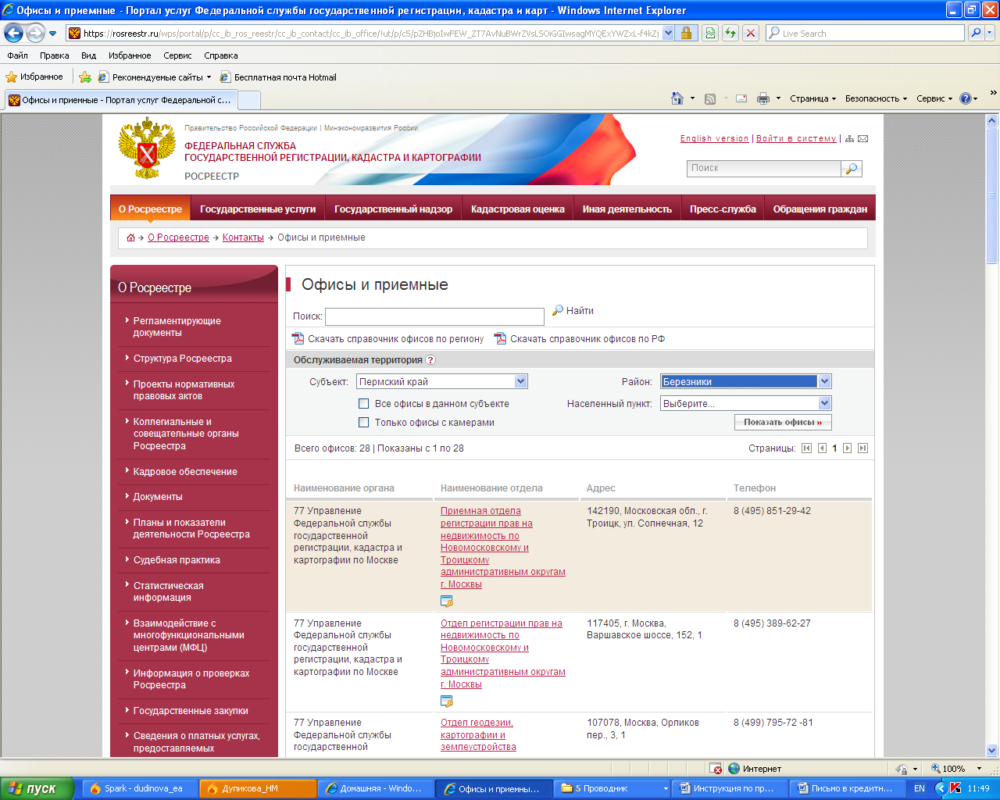 Офисы и приемные - Портал услуг Федеральной службы государственной регистрации, кадастра и карт - Windows Internet Explorer
Live Search
Файл Правка Вид Избранное Сервис Справка
Избранное Рекомендуемые сайты Бесплатная почта Hotmail
Офисы и приемные - Портал услуг Федеральной с... Страница Безопасность Сервис »
Правительство Российской Федерации | Минэкономразвития России
English version | Войти в систему |
ФЕДЕРАЛЬНАЯ СЛУЖБА
ГОСУДАРСТВЕННОЙ РЕГИСТРАЦИИ, КАДАСТРА И КАРТОГРАФИИ
РОСРЕЕСТР
Поиск
О Росреестре Государственные услуги Государственный надзор Кадастровая оценка Иная деятельность Пресс-служба Обращения граждан
О Росреестре Контакты Офисы и приемные
О Росреестре
Регламентирующие
документы
Структура Росреестра
Проекты нормативных
правовых актов
Коллегиальные и
совещательные органы
Росреестра
Кадровое обеспечение
Документы
Планы и показатели
деятельности Росреестра
Судебная практика
Статистическая
информация
Взаимодействие с
многофункциональными
центрами (МФЦ)
Информация о проверках
Росреестра
Государственные закупки
Сведения о платных услугах,
предоставляемых
Офисы и приемные
Поиск: Найти
Скачать справочник офисов по региону Скачать справочник офисов по РФ
Обслуживаемая территория ?
Субъект: Пермский край Район: Березники
Все офисы в данном субъекте Населенный пункт: Выберите...
Только офисы с камерами Показать офисы »
Всего офисов: 28 | Показаны с 1 по 28 Страницы: 1
Наименование органа Наименование отдела Адрес Телефон
77 Управление
Федеральной службы
государственной
регистрации, кадастра и
картографии по Москве
Приемная отдела
регистрации прав на
недвижимость по
Новомосковскому и
Троицкому
административным округам
г. Москвы
142190, Московская обл., г.
Троицк, ул. Солнечная, 12
8 (495) 851-29-42
77 Управление
Федеральной службы
государственной
регистрации, кадастра и
картографии по Москве
Отдел регистрации прав на
недвижимость по
Новомосковскому и
Троицкому
административным округам
г. Москвы
117405, г. Москва,
Варшавское шоссе, 152, 1
8 (495) 389-62-27
77 Управление
Федеральной службы
государственной
Отдел геодезии,
картографии и
землеустройства
107078, Москва, Орликов
пер., 3, 1
8 (499) 795-72 -81
Интернет 100%
пуск Spark - dudinova_ea Дупикова_НМ Домашняя - Windo... Офисы и приемны... 5 Проводник Инструкция по пр... Письмо в кредитн... EN 11:49